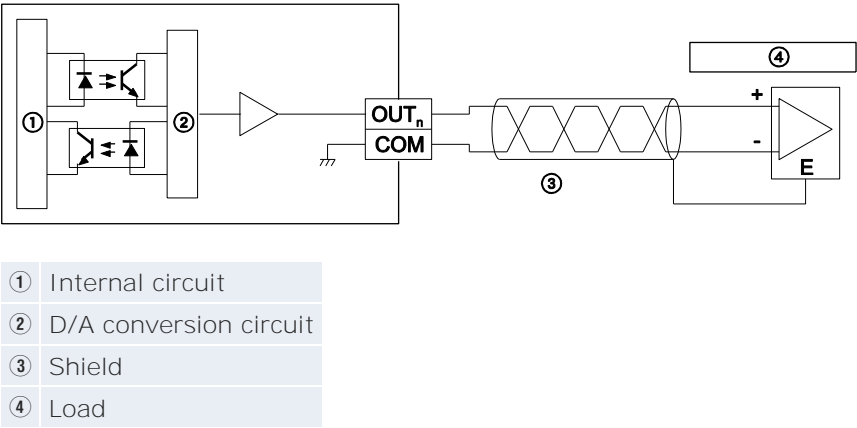 ④
+
① ② OUTn
COM
-
E
③
① Internal circuit
② D/A conversion circuit
③ Shield
④ Load